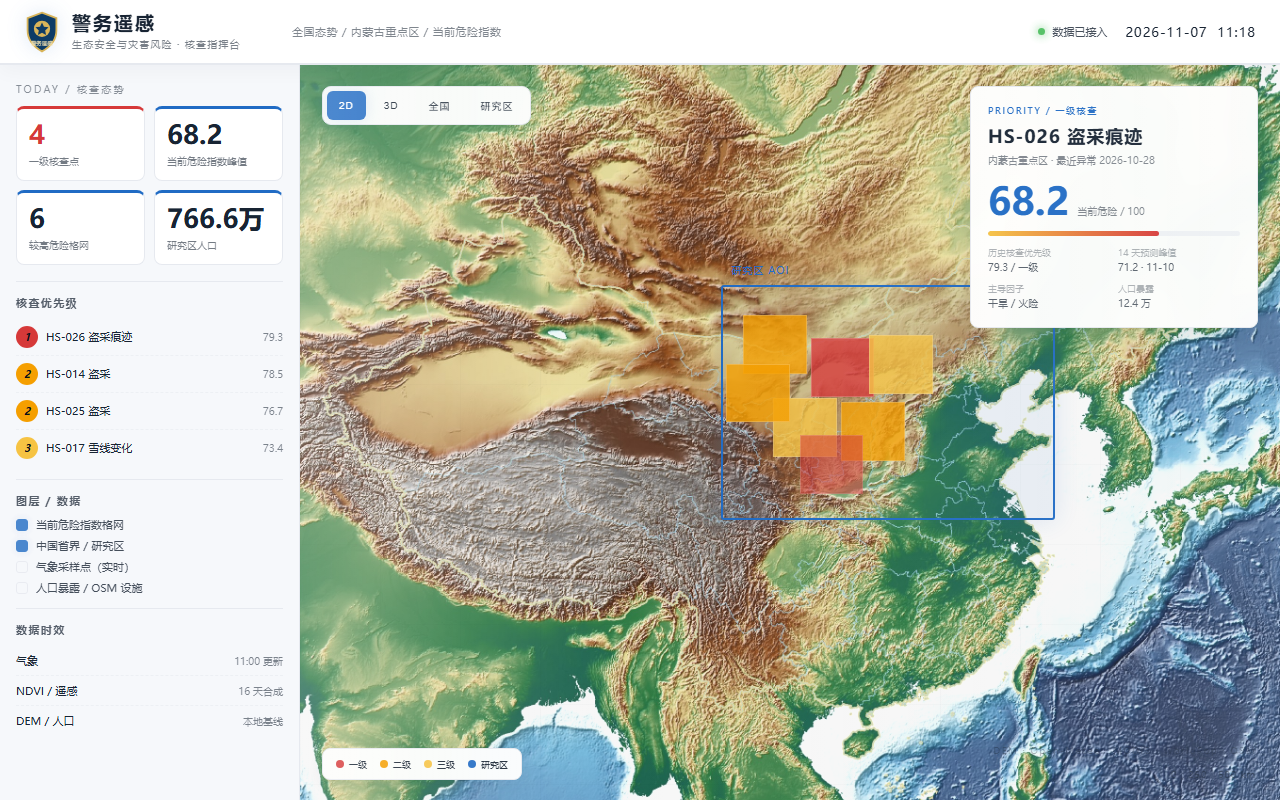 警务遥感
生态安全与灾害风险 · 核查指挥台
全国态势 / 内蒙古重点区 / 当前危险指数
数据已接入
2026-11-07 11:18
TODAY / 核查态势
4
一级核查点
68.2
当前危险指数峰值
6
较高危险格网
766.6万
研究区人口
核查优先级
1 HS-026 盗采痕迹 79.3
2 HS-014 盗采 78.5
2 HS-025 盗采 76.7
3 HS-017 雪线变化 73.4
图层 / 数据
当前危险指数格网
中国省界 / 研究区
气象采样点（实时）
人口暴露 / OSM 设施
数据时效
气象 11:00 更新
NDVI / 遥感 16 天合成
DEM / 人口 本地基线
2D 3D 全国 研究区
AOI
PRIORITY / 一级核查
HS-026 盗采痕迹
内蒙古重点区 · 最近异常 2026-10-28
68.2 当前危险 / 100
历史核查优先级
79.3 / 一级
14 天预测峰值
71.2 · 11-10
主导因子
干旱 / 火险
人口暴露
12.4 万
一级 二级 三级 研究区